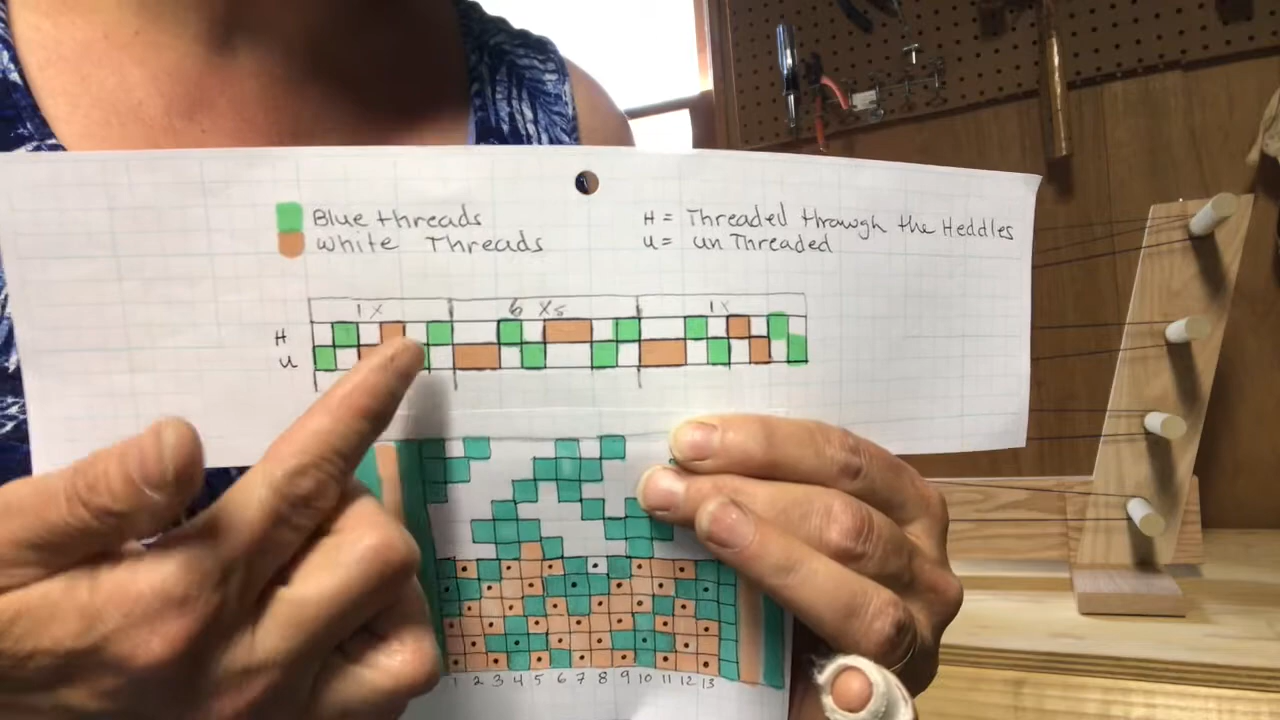 Blue threads
White Threads
H = Threaded through the Heddles
U = un Threaded
1X 6 Xs 1X
H
U
1 2 3 4 5 6 7 8 9 10 11 12 13